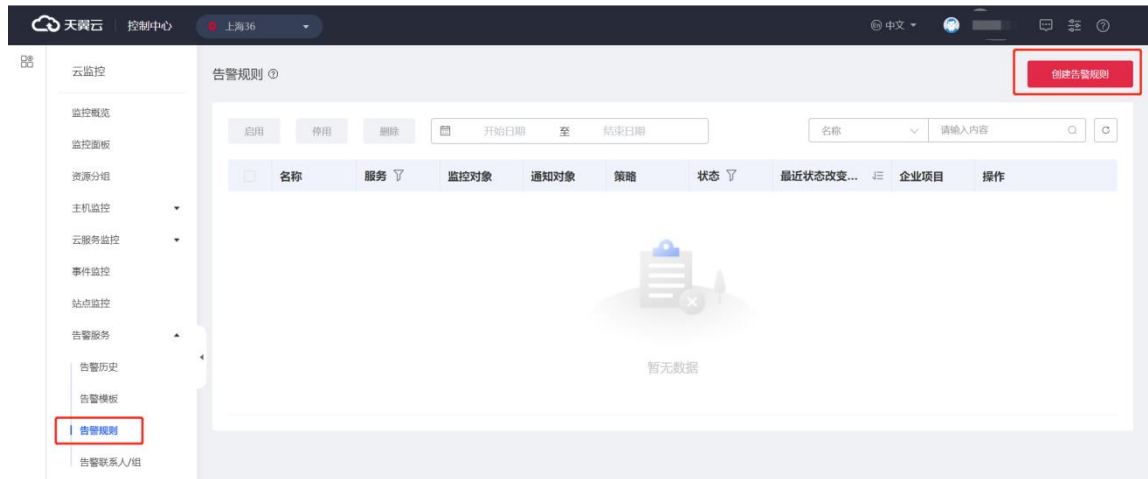 天翼云 控制中心 上海36 中文
云监控
告警规则
创建告警规则
监控概览
监控面板
资源分组
主机监控
云服务监控
事件监控
站点监控
告警服务
告警历史
告警模板
告警规则
告警联系人/组
启用 停用 删除 开始日期 至 结束日期 名称 请输入内容
名称 服务 监控对象 通知对象 策略 状态 最近状态改变... 企业项目 操作
暂无数据